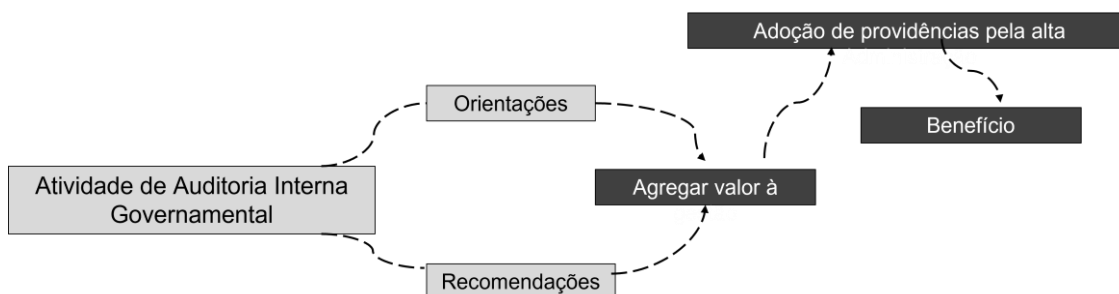 Adoção de providências pela alta
Orientações
Benefício
Atividade de Auditoria Interna
Governamental
Agregar valor à
Recomendações